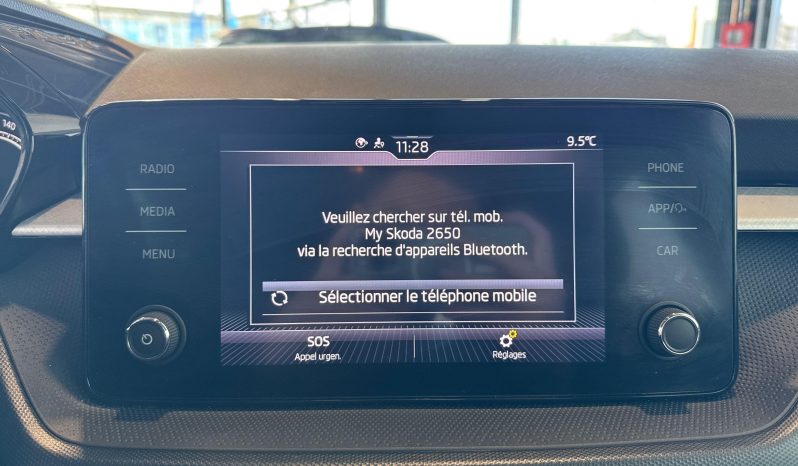 11:28
9.5°C
140
RADIO
MEDIA
MENU
Veuillez chercher sur tél. mob.
My Skoda 2650
via la recherche d'appareils Bluetooth.
Sélectionner le téléphone mobile
SOS
Appel urgen.
Réglages
PHONE
APP/
CAR